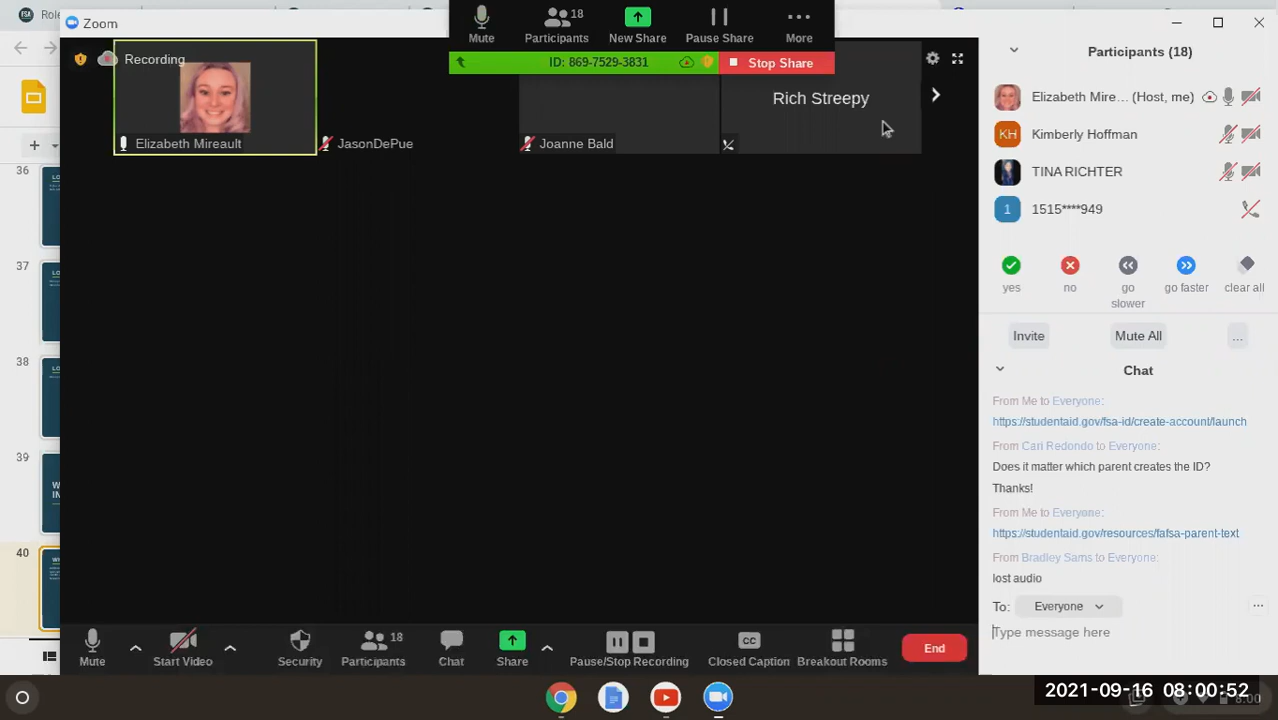 FSA
Role
Zoom
Mute
Participants
18
New Share
Pause Share
More
ID: 869-7529-3831
Stop Share
Recording
Elizabeth Mireault
JasonDePue
Joanne Bald
Rich Streepy
Participants (18)
Elizabeth Mire... (Host, me)
KH Kimberly Hoffman
TINA RICHTER
1 1515****949
yes
no
go slower
go faster
clear all
Invite
Mute All
...
Chat
From Me to Everyone:
https://studentaid.gov/fsa-id/create-account/launch
From Cari Redondo to Everyone:
Does it matter which parent creates the ID?
Thanks!
From Me to Everyone:
https://studentaid.gov/resources/fafsa-parent-text
From Bradley Sams to Everyone:
lost audio
To: Everyone
Type message here
36
37
38
39
40
Mute
Start Video
Security
Participants
18
Chat
Share
Pause/Stop Recording
CC
Closed Caption
Breakout Rooms
End
2021-09-16 08:00:52
8:00